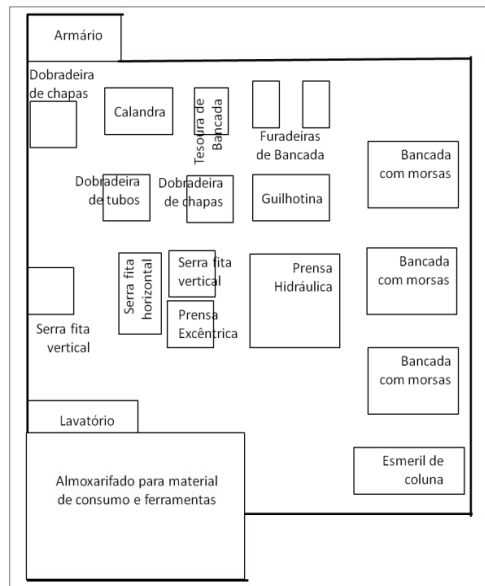 Armário
Dobradeira
de chapas
Calandra
Tesoura de
Bancada
Furadeiras
de Bancada
Bancada
com morsas
Dobradeira
de tubos
Dobradeira
de chapas
Guilhotina
Serra fita
horizontal
Serra fita
vertical
Prensa
Hidráulica
Bancada
com morsas
Serra fita
vertical
Prensa
Excêntrica
Bancada
com morsas
Lavatório
Esmeril de
coluna
Almoxarifado para material
de consumo e ferramentas